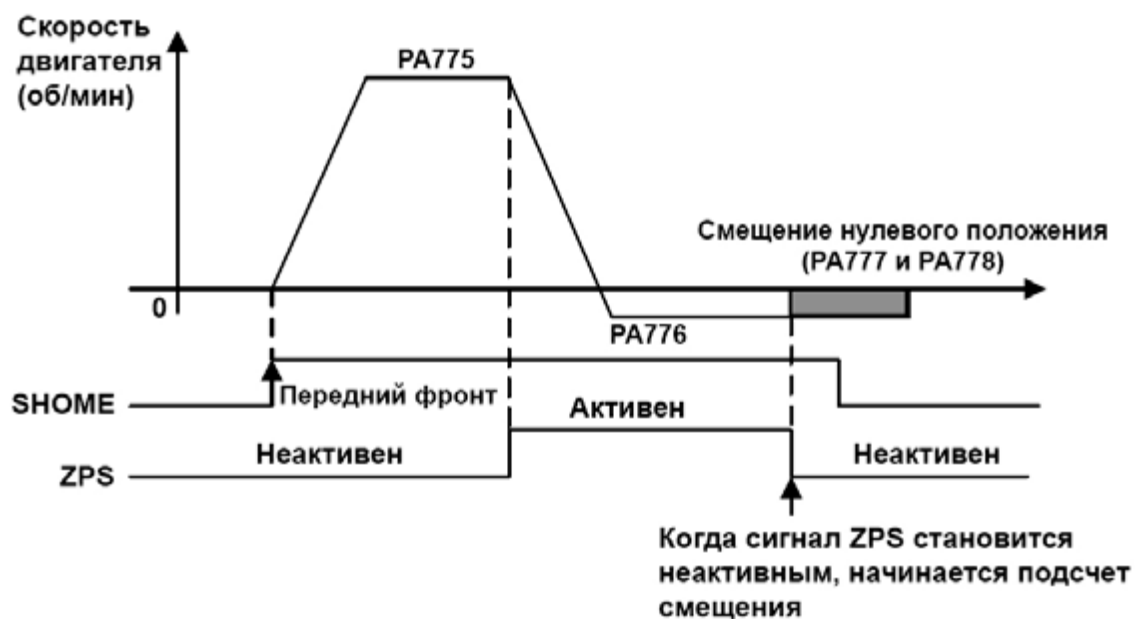 Скорость
двигателя
(об/мин)
PA775
Смещение нулевого положения
(PA777 и PA778)
0
PA776
SHOME
Передний фронт
Активен
Неактивен
Неактивен
ZPS
Когда сигнал ZPS становится
неактивным, начинается подсчет
смещения